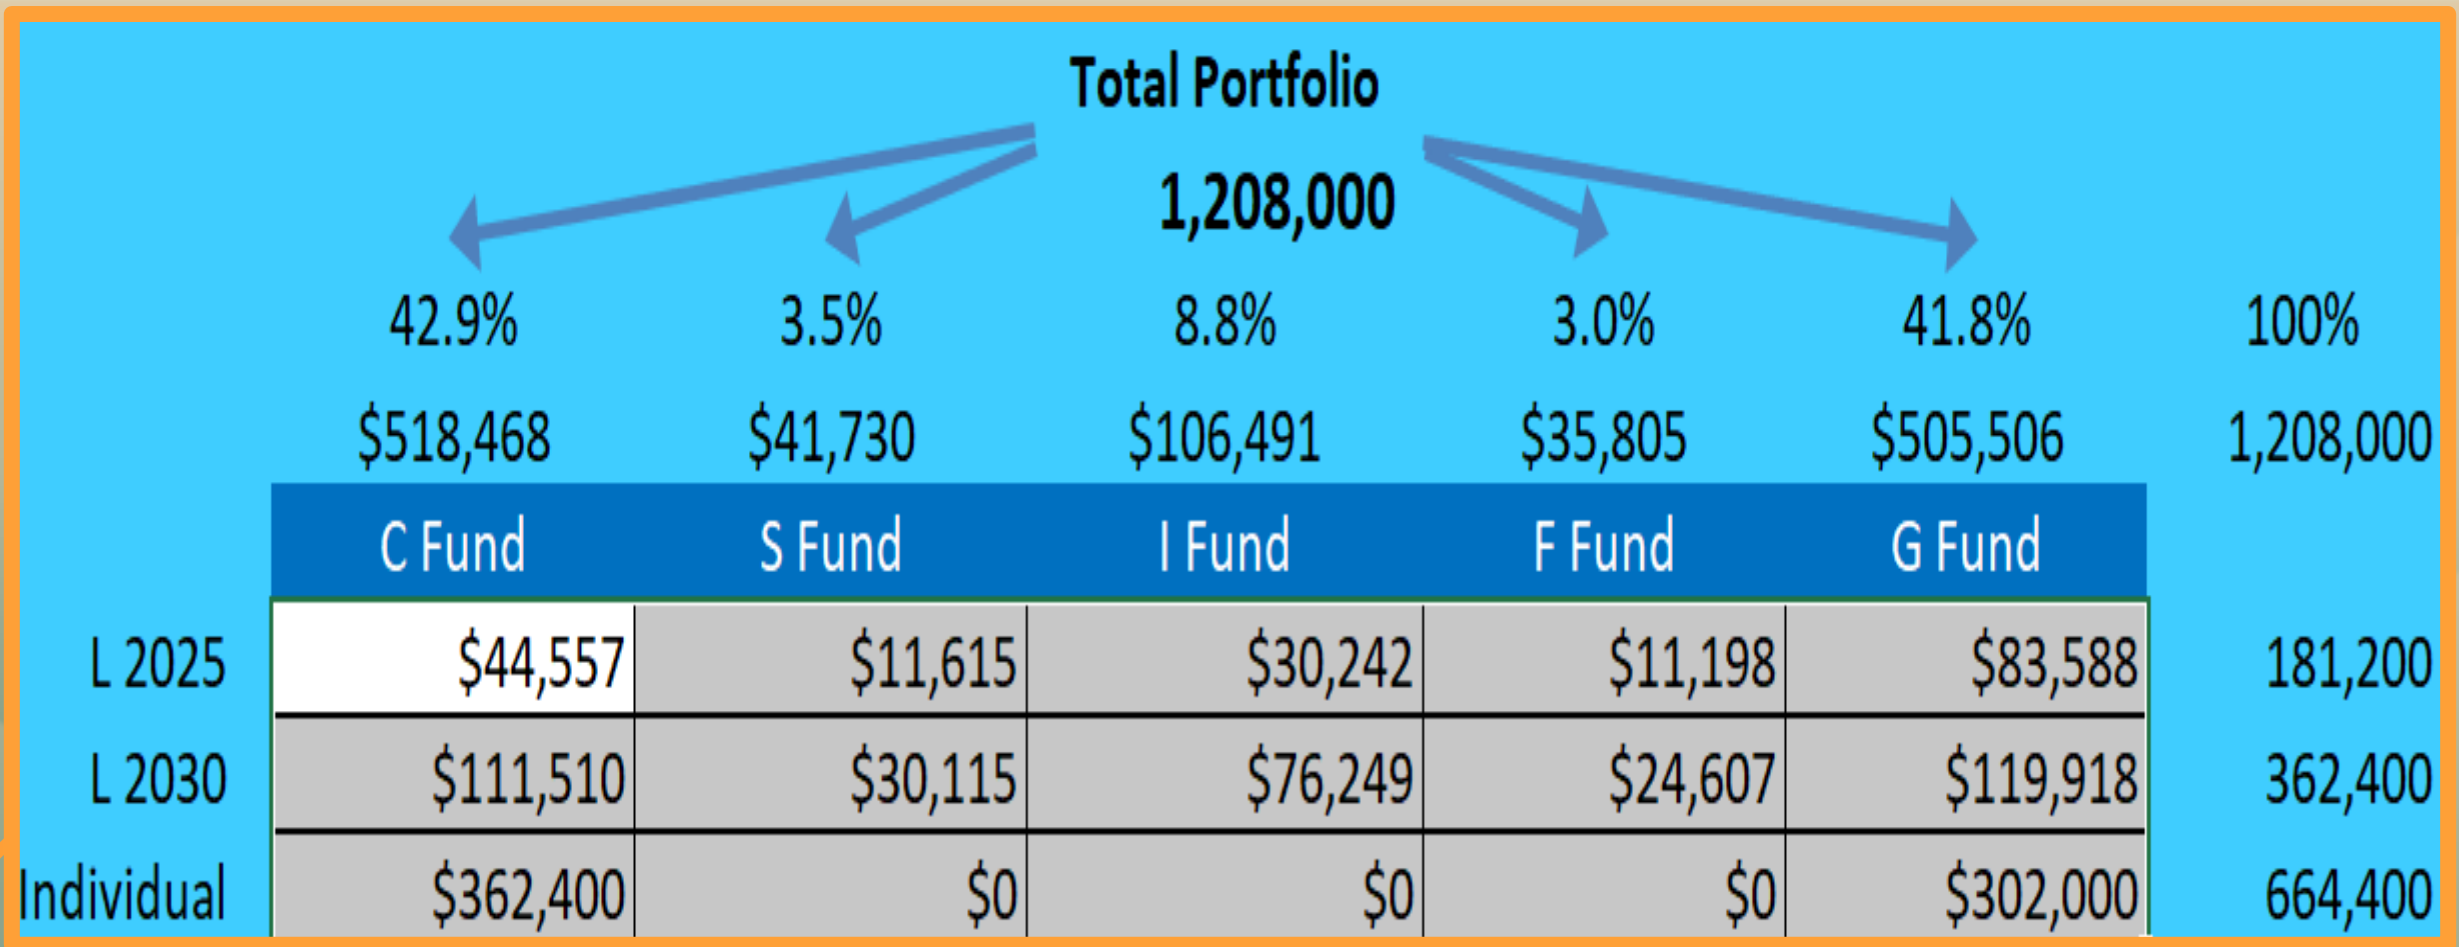 Total Portfolio
1,208,000
42.9% 3.5% 8.8% 3.0% 41.8% 100%
$518,468 $41,730 $106,491 $35,805 $505,506 1,208,000
C Fund S Fund I Fund F Fund G Fund
L 2025 $44,557 $11,615 $30,242 $11,198 $83,588 181,200
L 2030 $111,510 $30,115 $76,249 $24,607 $119,918 362,400
Individual $362,400 $0 $0 $0 $302,000 664,400